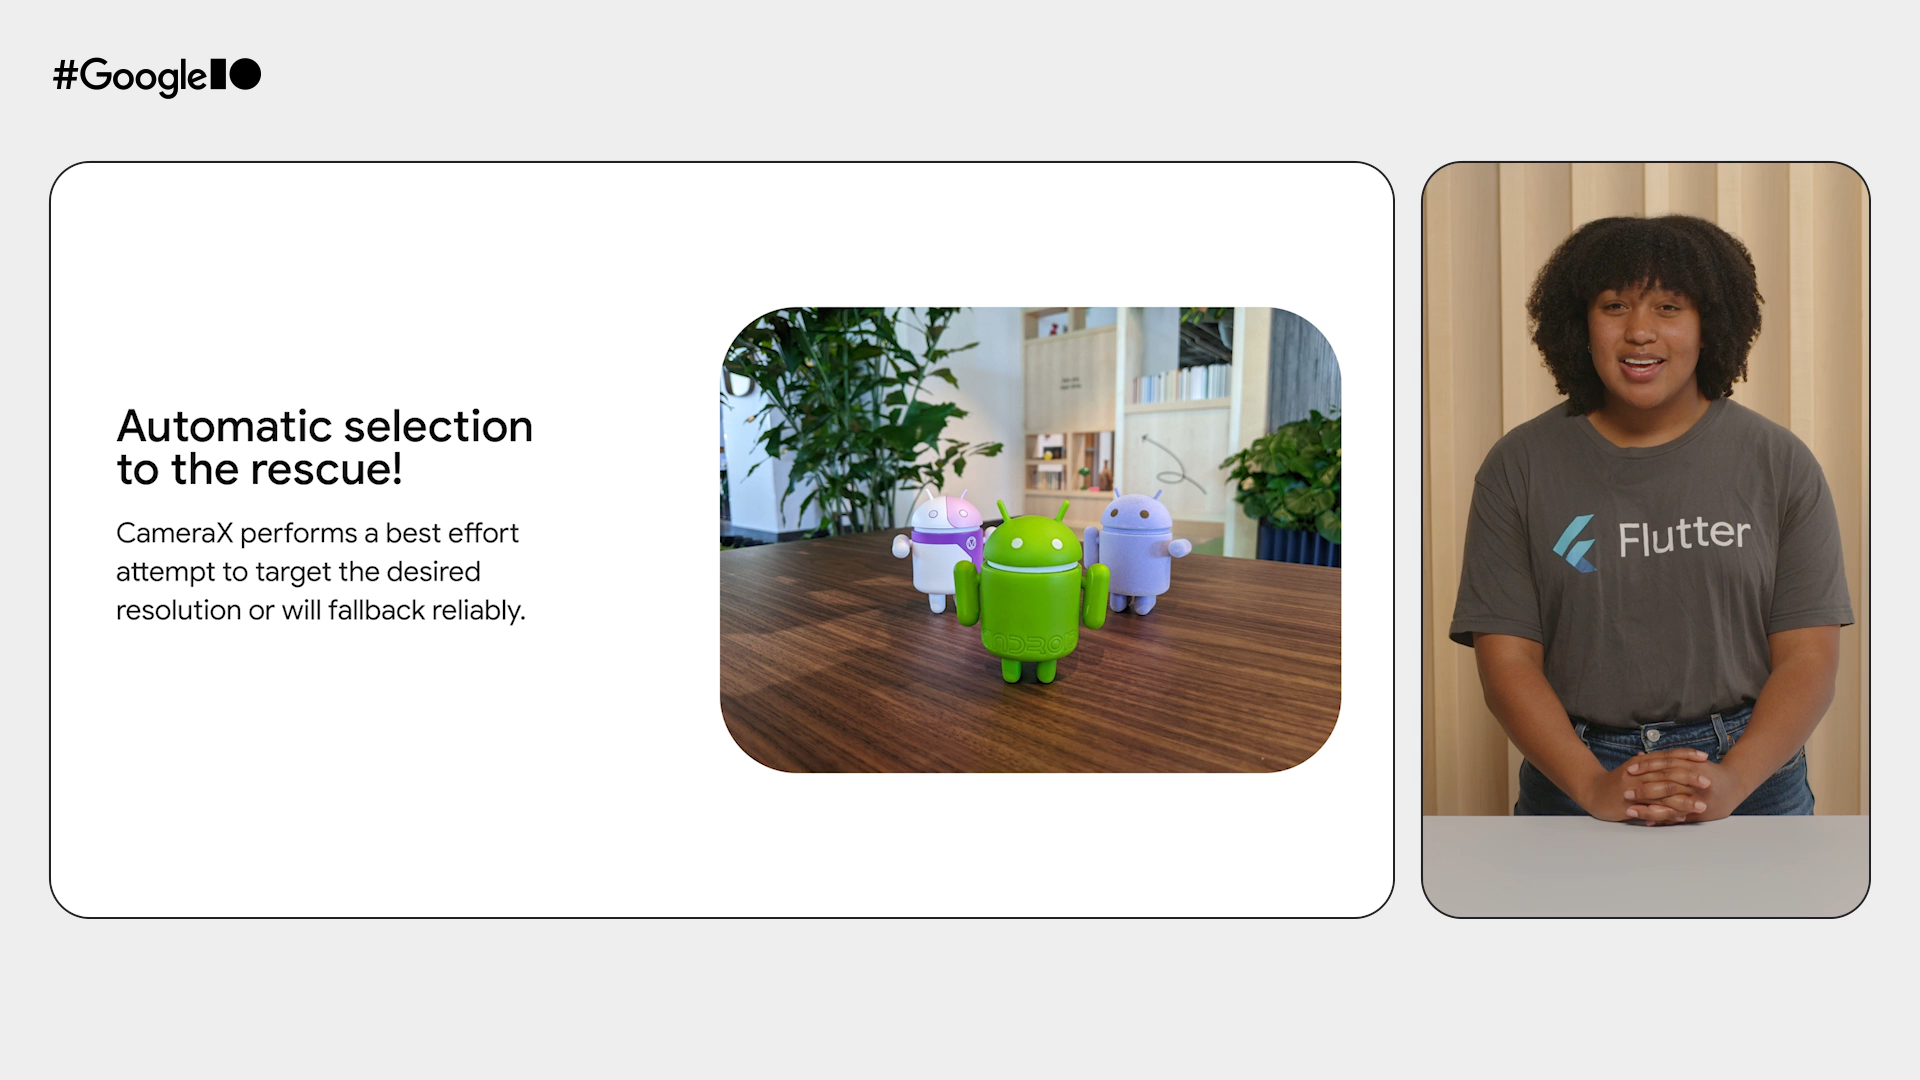 #GoogleIO
Automatic selection
to the rescue!
CameraX performs a best effort
attempt to target the desired
resolution or will fallback reliably.
Flutter